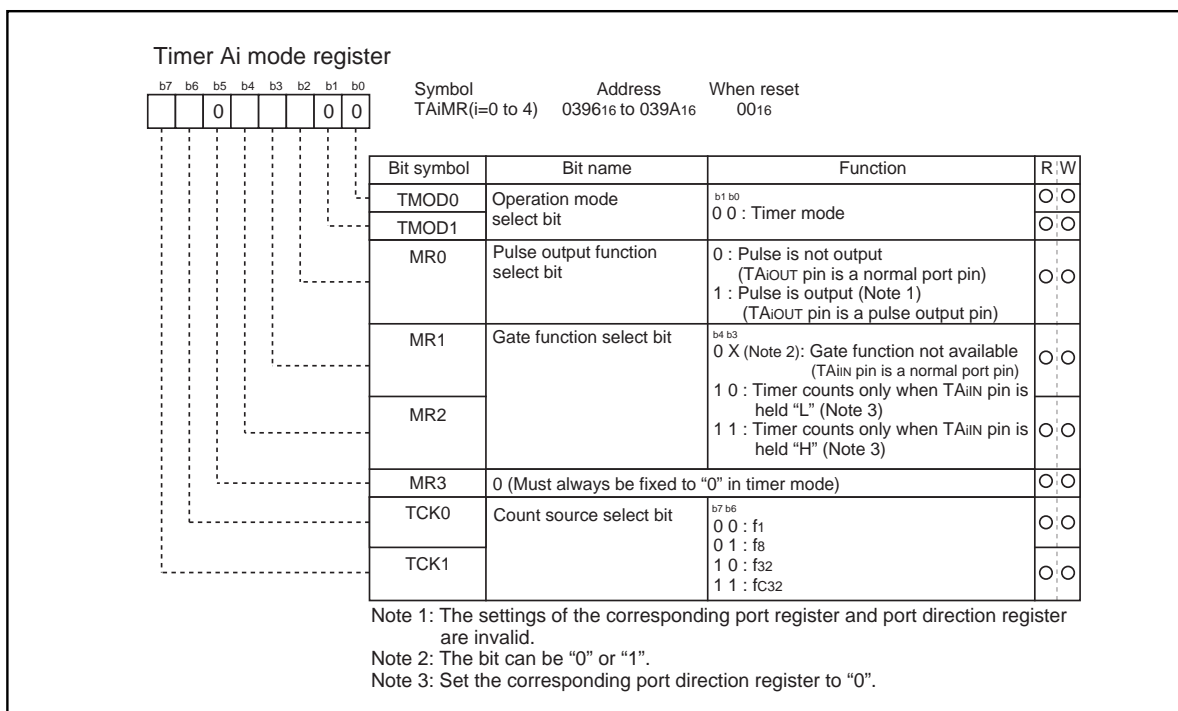 Timer Ai mode register
b7 b6 b5 b4 b3 b2 b1 b0
0 0 0
Symbol Address When reset
TAiMR(i=0 to 4) 039616 to 039A16 0016
Bit symbol Bit name Function R W
TMOD0 Operation mode select bit b1 b0
TMOD1 0 0 : Timer mode
MR0 Pulse output function select bit 0 : Pulse is not output
(TAiOUT pin is a normal port pin)
1 : Pulse is output (Note 1)
(TAiOUT pin is a pulse output pin)
MR1 Gate function select bit b4 b3
0 X (Note 2): Gate function not available
(TAiIN pin is a normal port pin)
1 0 : Timer counts only when TAiIN pin is
held “L” (Note 3)
MR2
1 1 : Timer counts only when TAiIN pin is
held “H” (Note 3)
MR3 0 (Must always be fixed to “0” in timer mode)
TCK0 Count source select bit b7 b6
0 0 : f1
0 1 : f8
TCK1 1 0 : f32
1 1 : fC32
Note 1: The settings of the corresponding port register and port direction register
are invalid.
Note 2: The bit can be “0” or “1”.
Note 3: Set the corresponding port direction register to “0”.